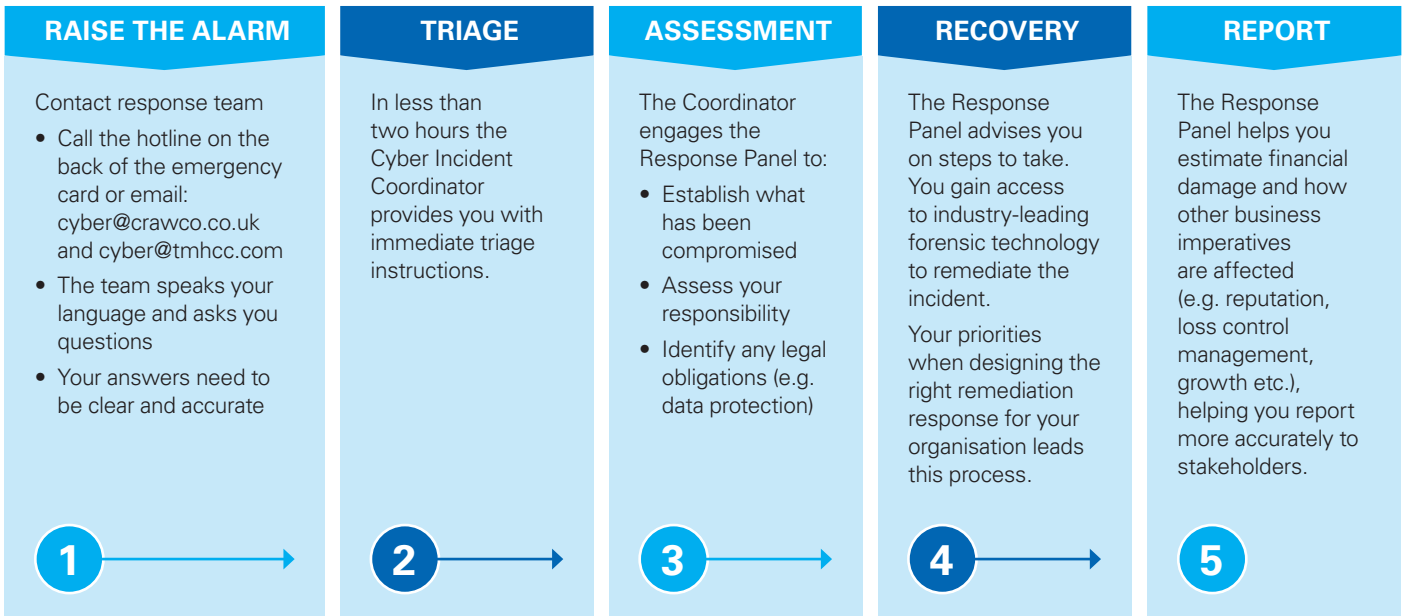 RAISE THE ALARM
Contact response team
• Call the hotline on the
back of the emergency
card or email:
cyber@crawco.co.uk
and cyber@tmhcc.com
• The team speaks your
language and asks you
questions
• Your answers need to
be clear and accurate
1
TRIAGE
In less than
two hours the
Cyber Incident
Coordinator
provides you with
immediate triage
instructions.
2
ASSESSMENT
The Coordinator
engages the
Response Panel to:
• Establish what
has been
compromised
• Assess your
responsibility
• Identify any legal
obligations (e.g.
data protection)
3
RECOVERY
The Response
Panel advises you
on steps to take.
You gain access
to industry-leading
forensic technology
to remediate the
incident.
Your priorities
when designing the
right remediation
response for your
organisation leads
this process.
4
REPORT
The Response
Panel helps you
estimate financial
damage and how
other business
imperatives
are affected
(e.g. reputation,
loss control
management,
growth etc.),
helping you report
more accurately to
stakeholders.
5